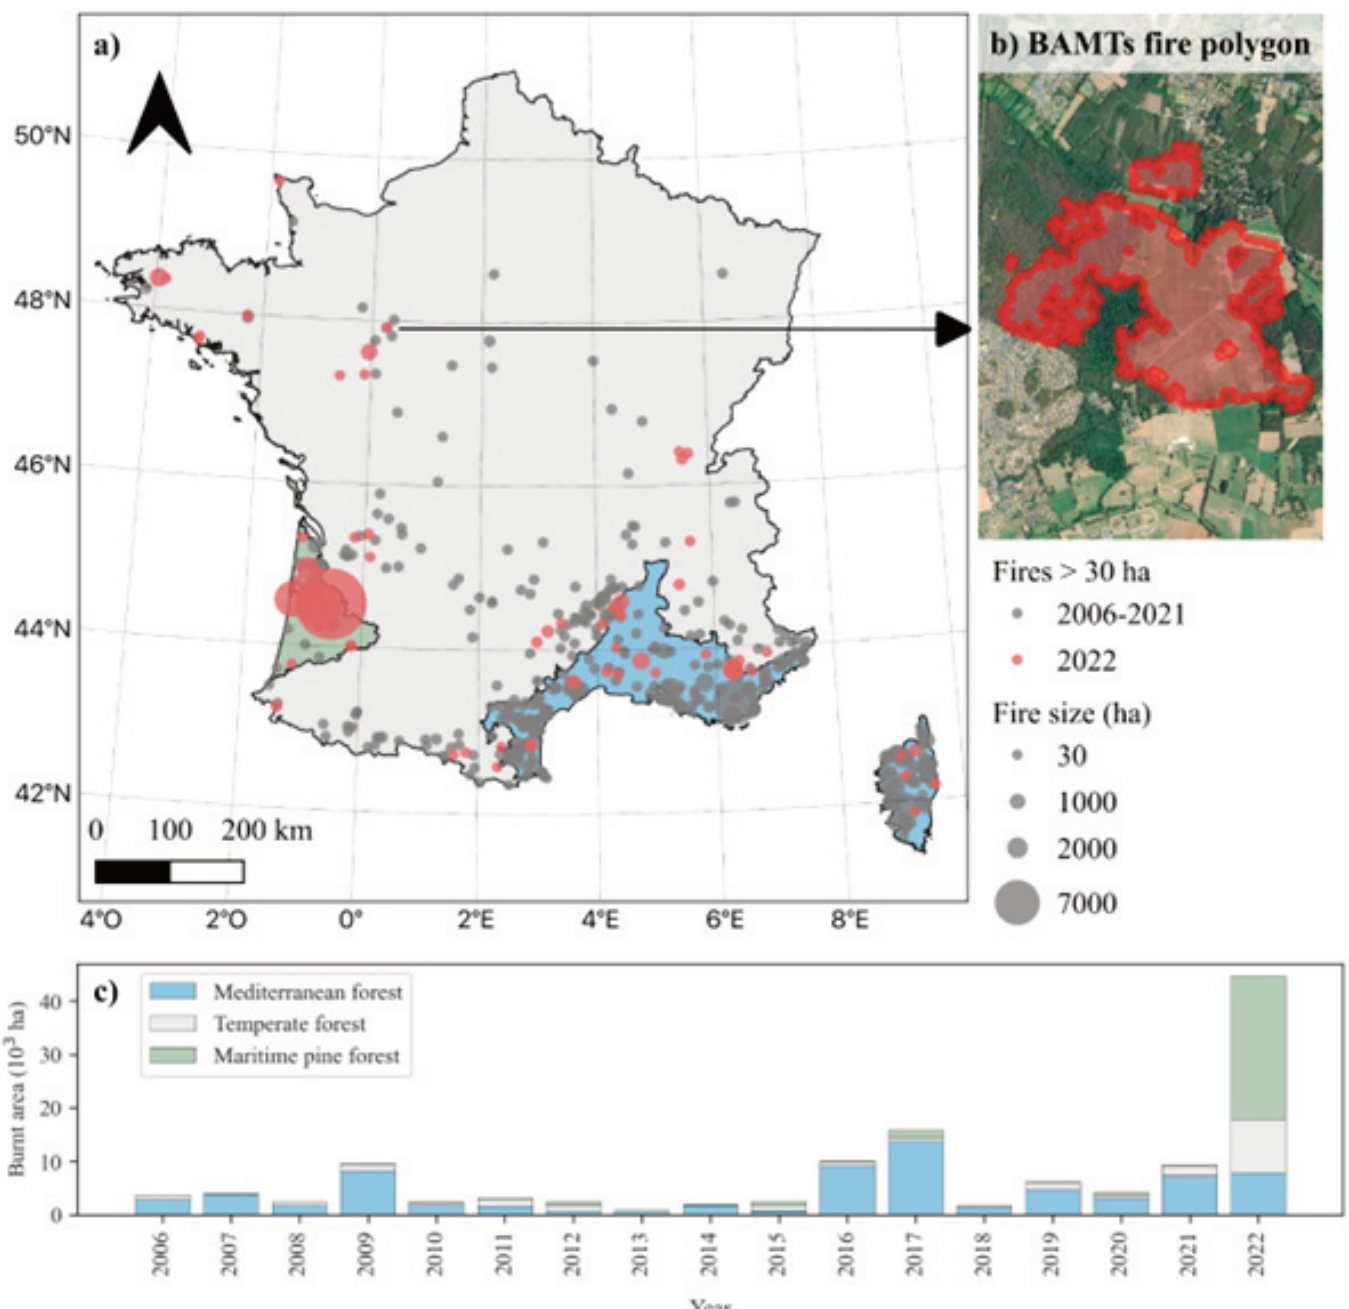 a)
b) BAMTs fire polygon
50°N
48°N
46°N
44°N
42°N
0 100 200 km
4°O 2°O 0° 2°E 4°E 6°E 8°E
Fires > 30 ha
2006-2021
2022
Fire size (ha)
30
1000
2000
7000
c)
Mediterranean forest
Temperate forest
Maritime pine forest
Burnt area (10³ ha)
40
30
20
10
0
2006 2007 2008 2009 2010 2011 2012 2013 2014 2015 2016 2017 2018 2019 2020 2021 2022
Year